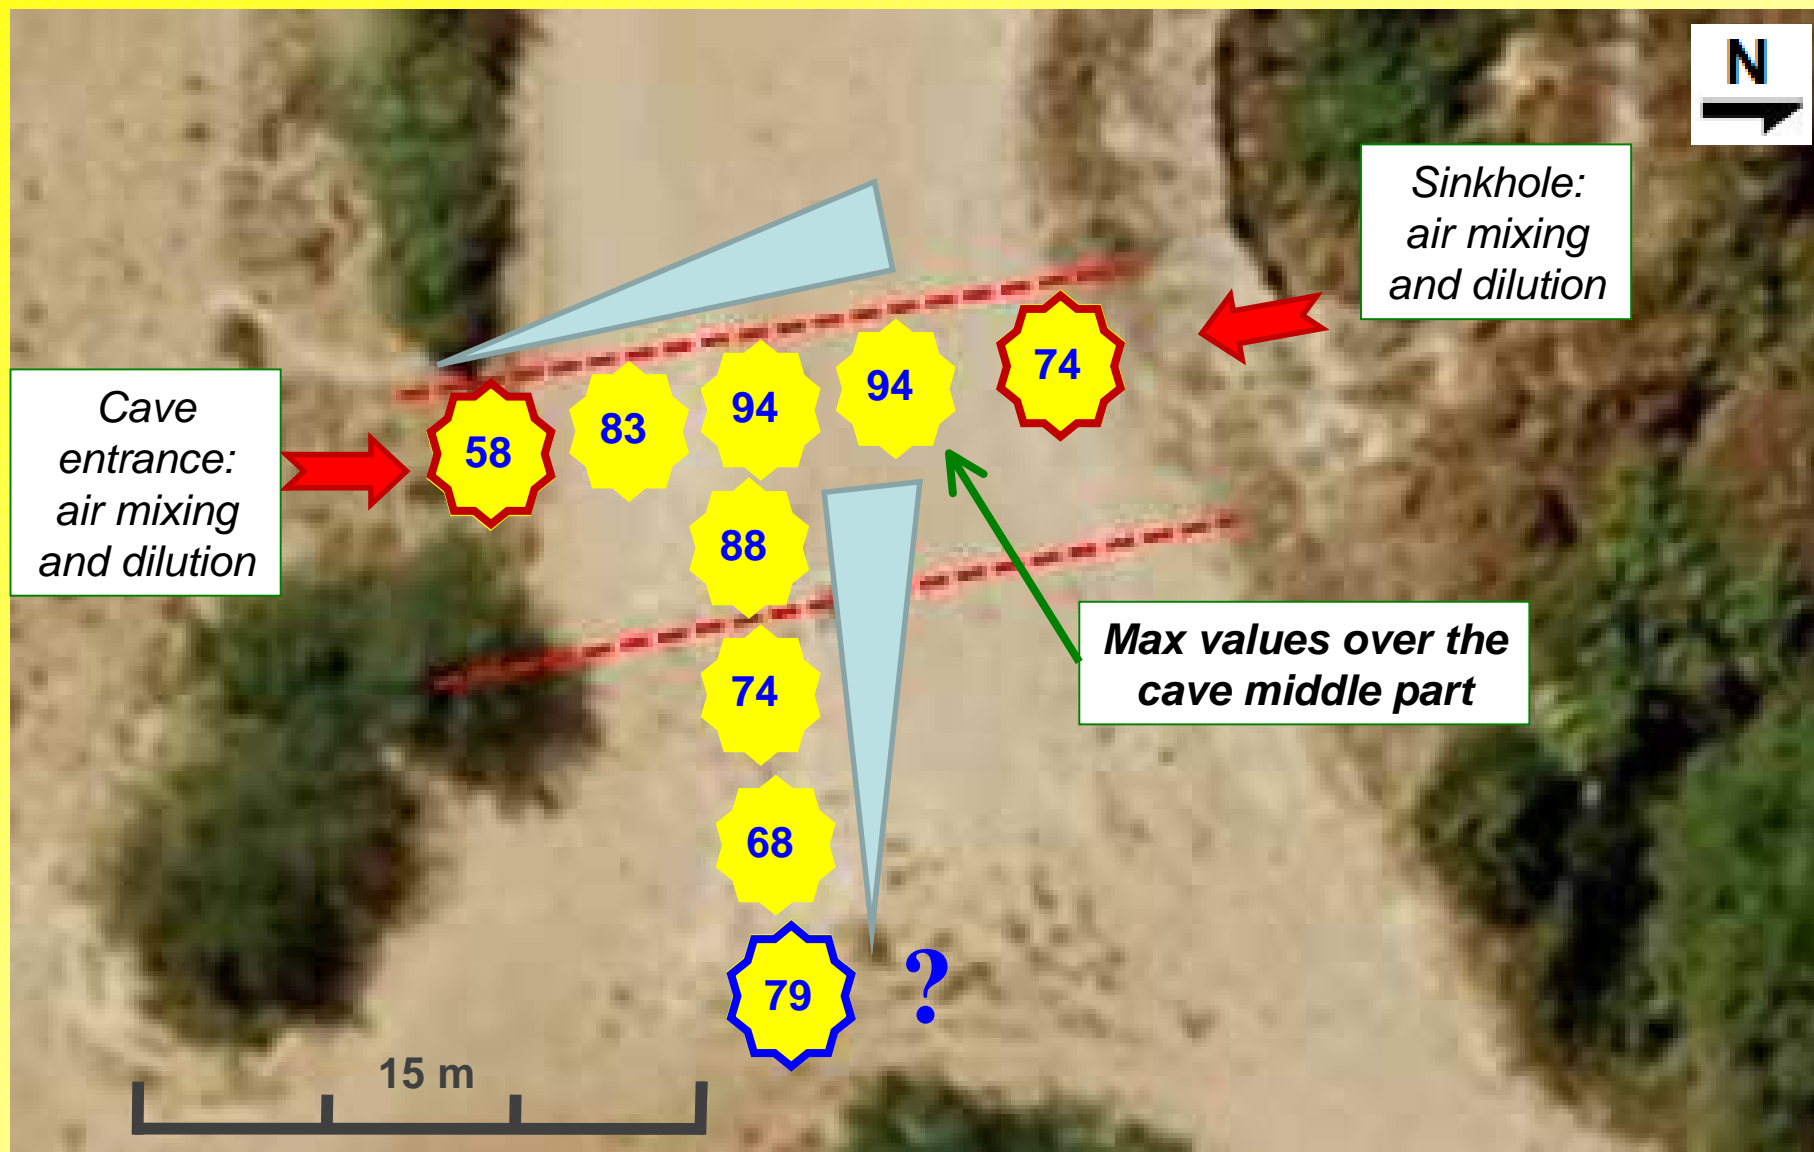 N
Sinkhole:
air mixing
and dilution
Cave
entrance:
air mixing
and dilution
58
83
94
94
74
88
74
68
79
?
Max values over the
cave middle part
15 m